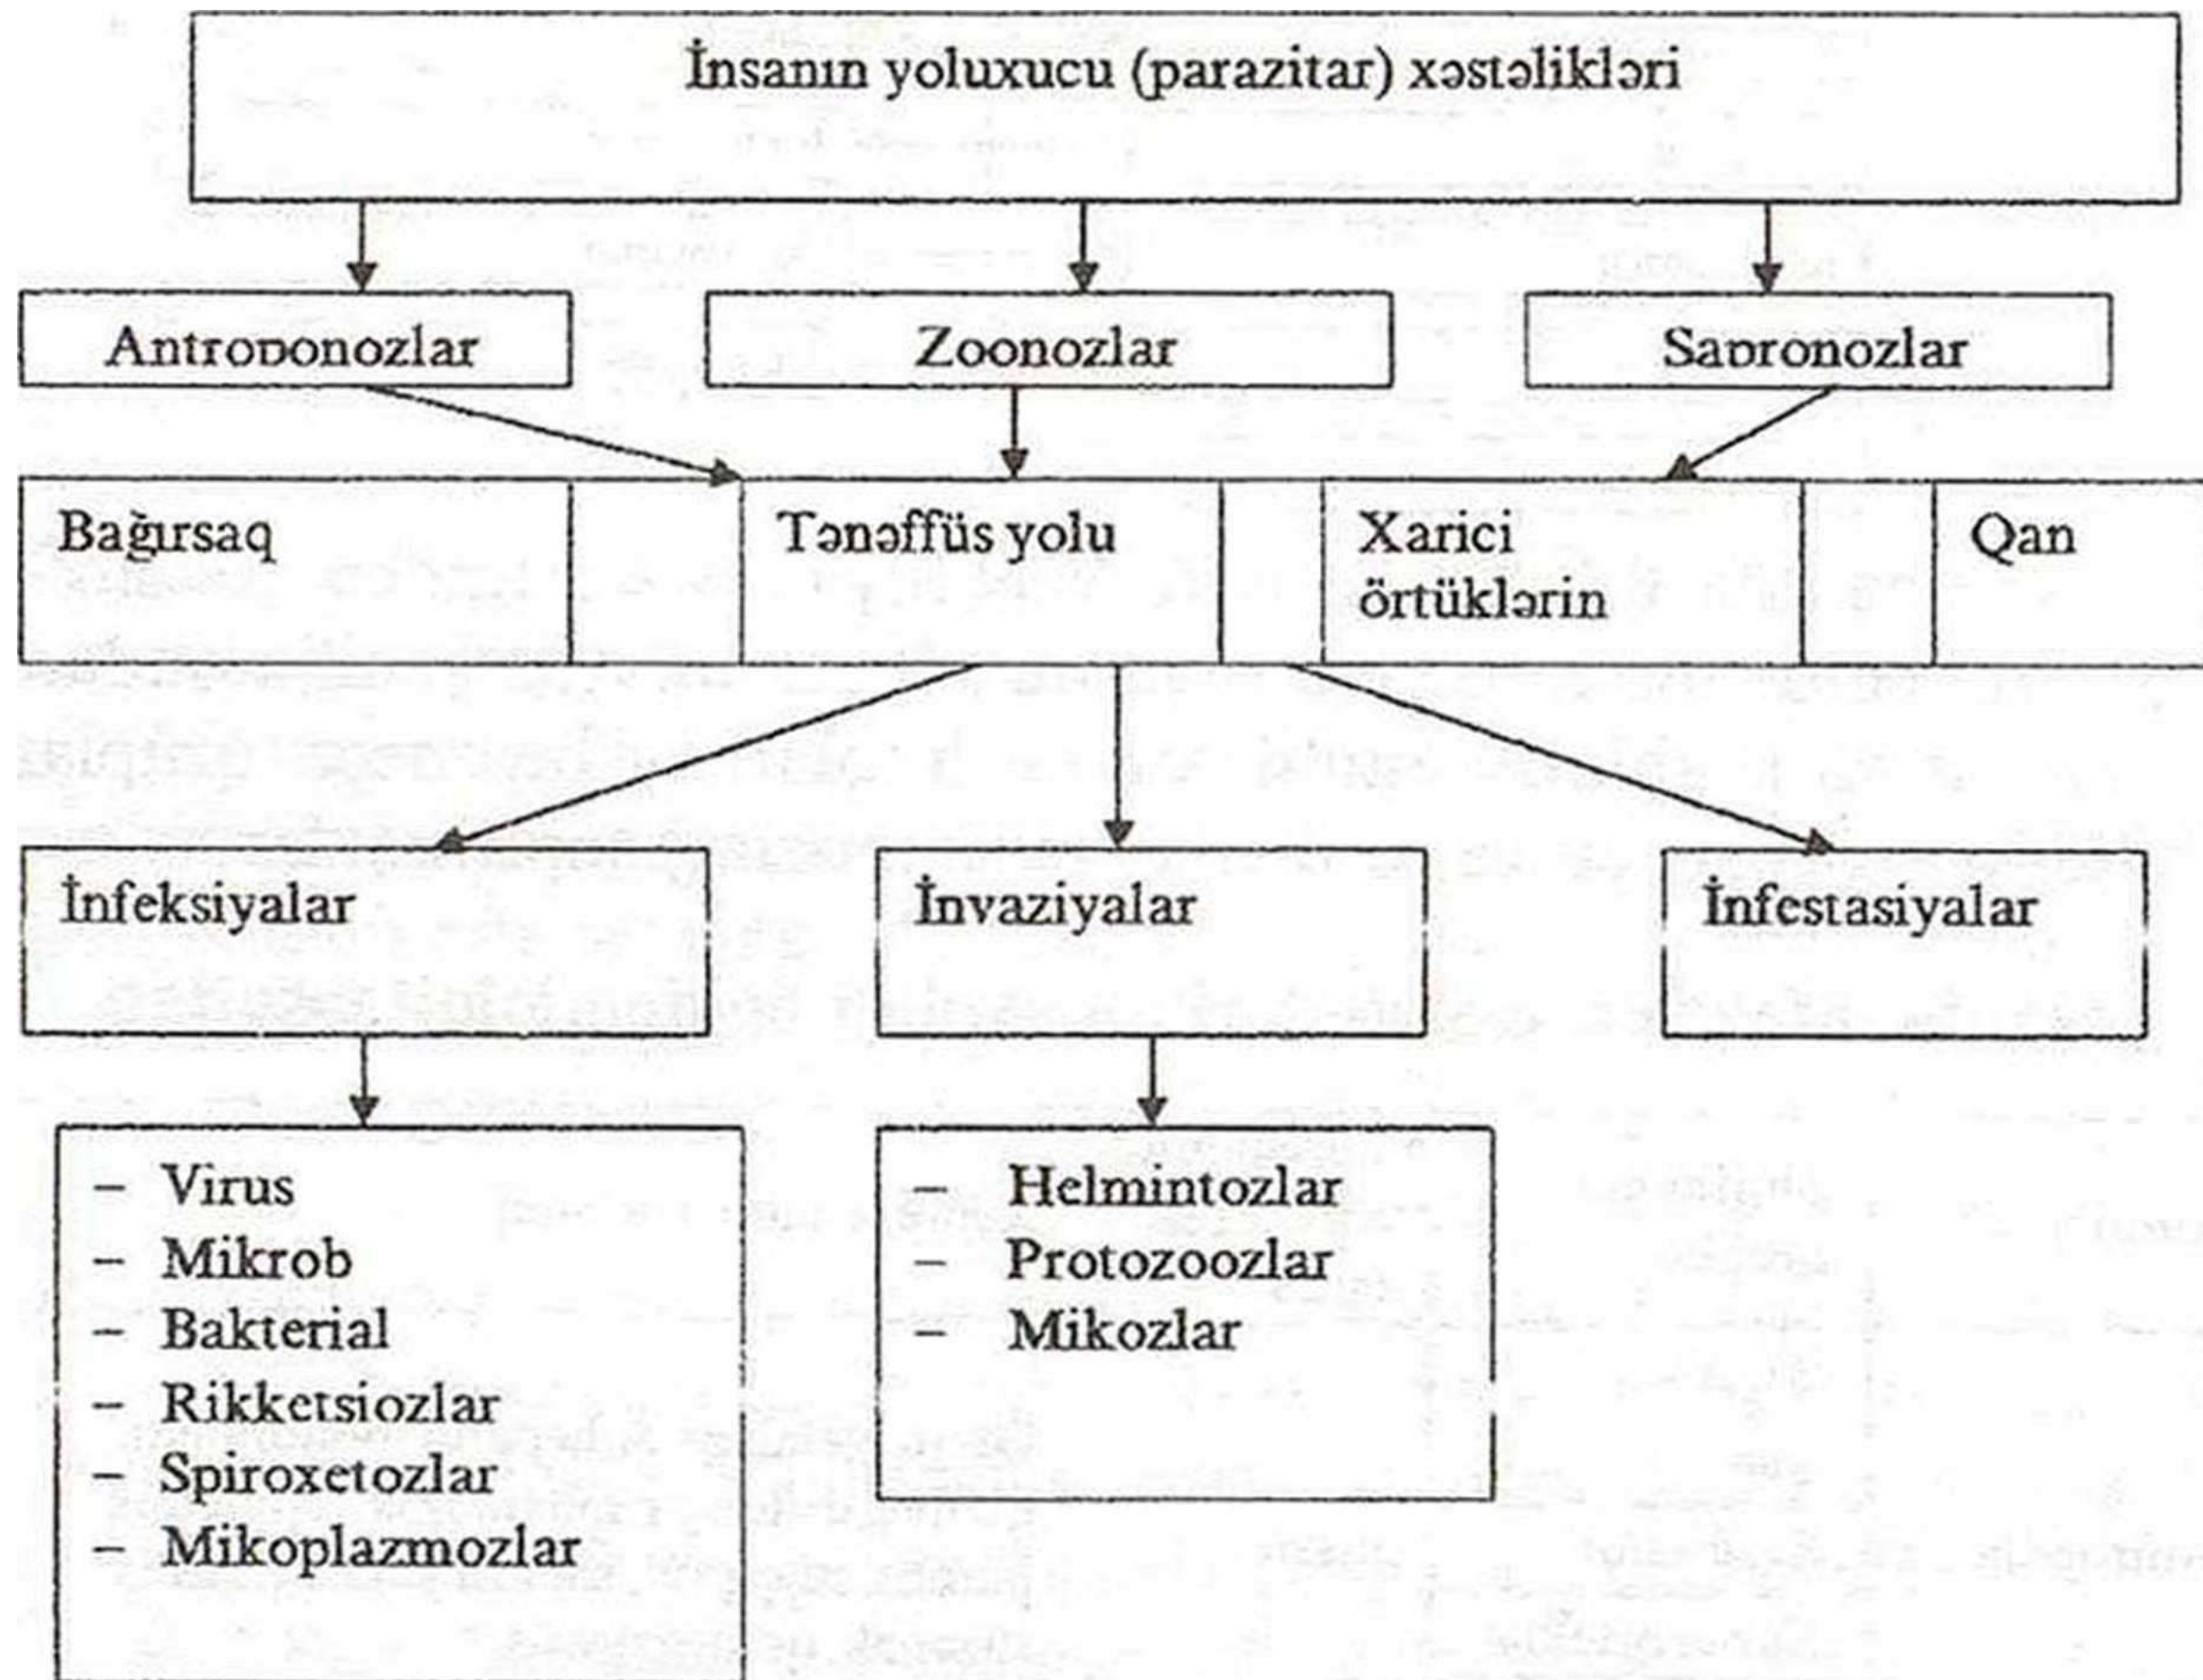 İnsanın yoluxucu (parazitar) xəstəlikləri
Antroponozlar
Zoonozlar
Sapronozlar
Bağırsaq
Tənəffüs yolu
Xarici
örtüklərin
Qan
İnfeksiyalar
İnvaziyalar
İnfestasiyalar
– Virus
– Mikrob
– Bakterial
– Rikketsiozlar
– Spiroxetozlar
– Mikoplazmozlar
– Helmintozlar
– Protozoozlar
– Mikozlar